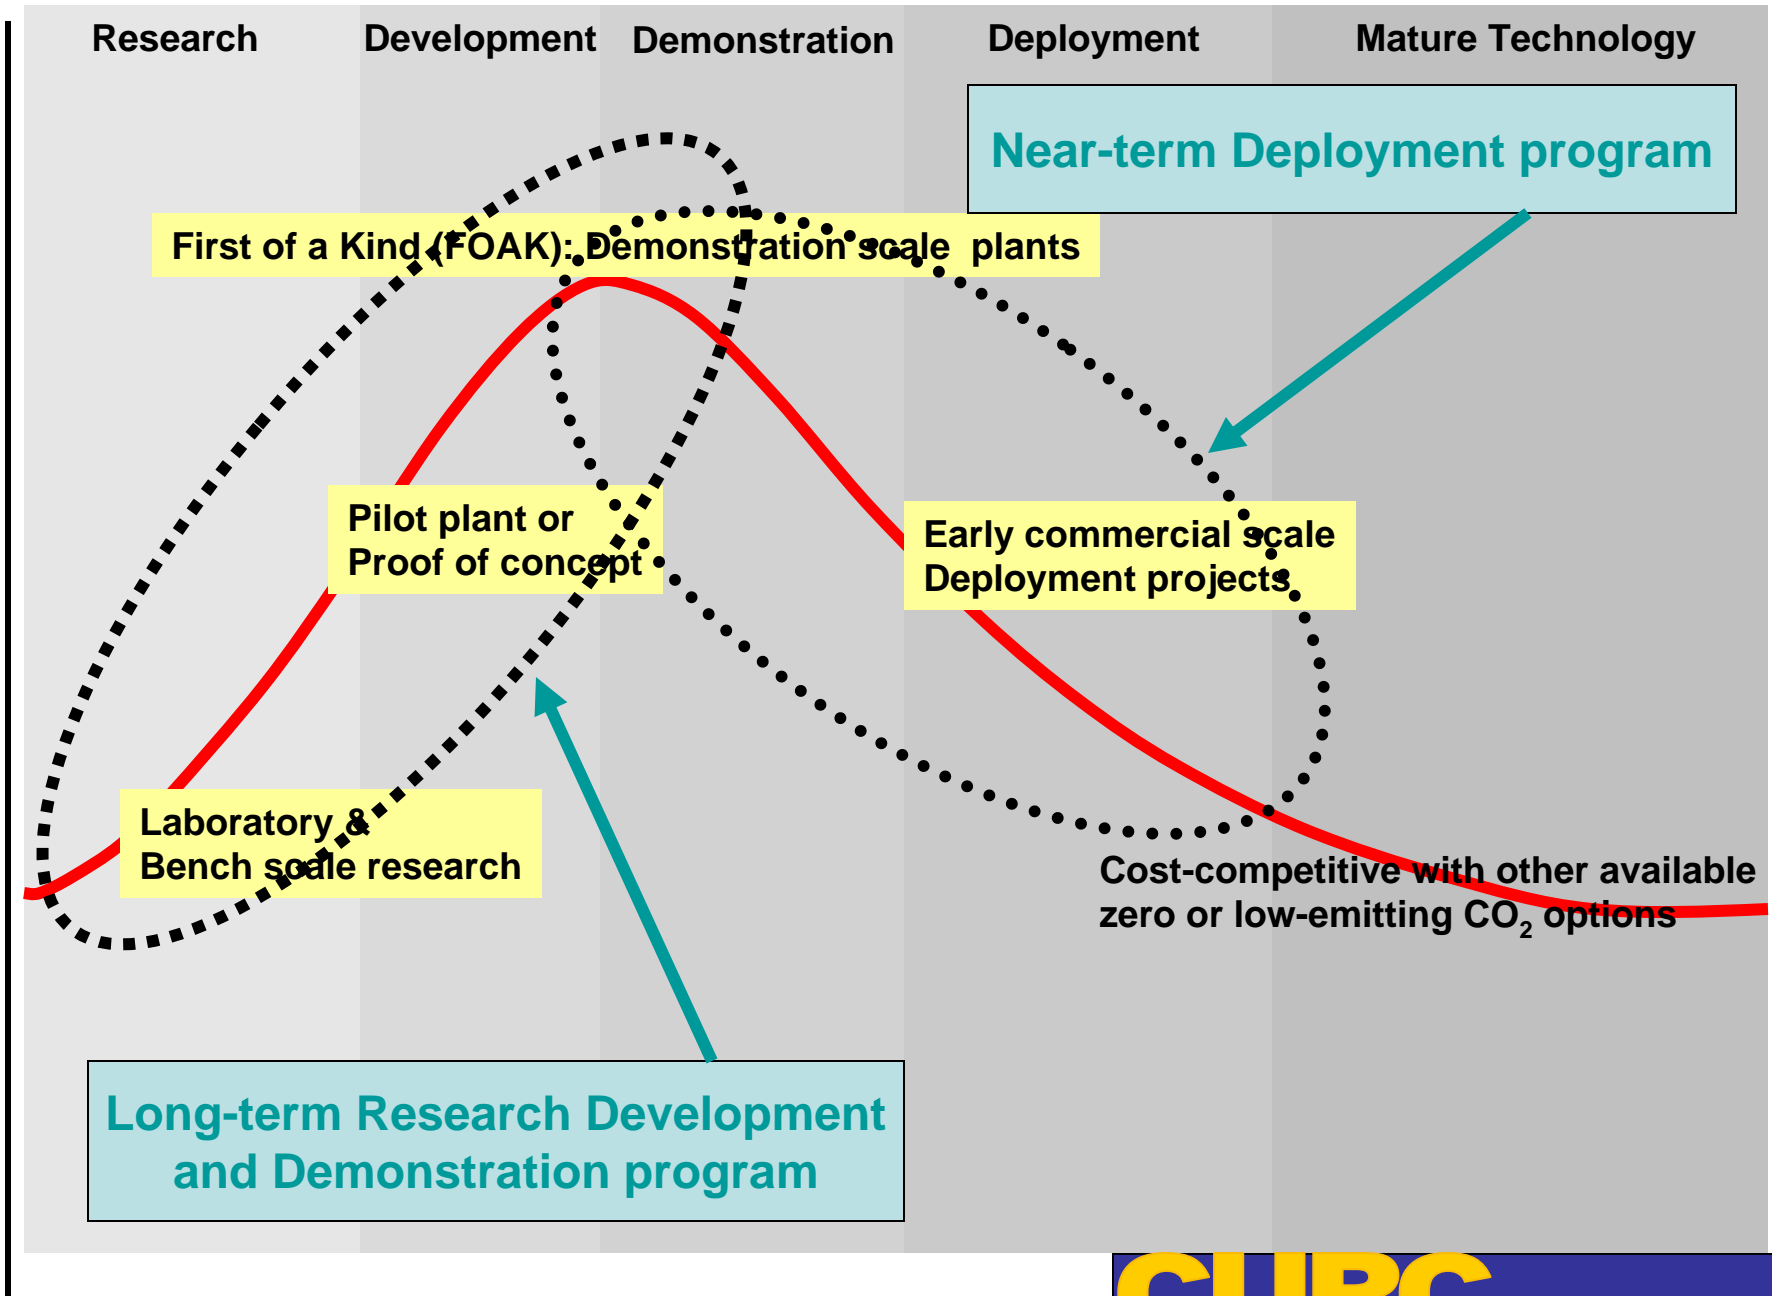 Research
Development
Demonstration
Deployment
Mature Technology
Near-term Deployment program
First of a Kind (FOAK): Demonstration scale plants
Pilot plant or
Proof of concept
Early commercial scale
Deployment projects
Laboratory &
Bench scale research
Cost-competitive with other available
zero or low-emitting CO₂ options
Long-term Research Development
and Demonstration program